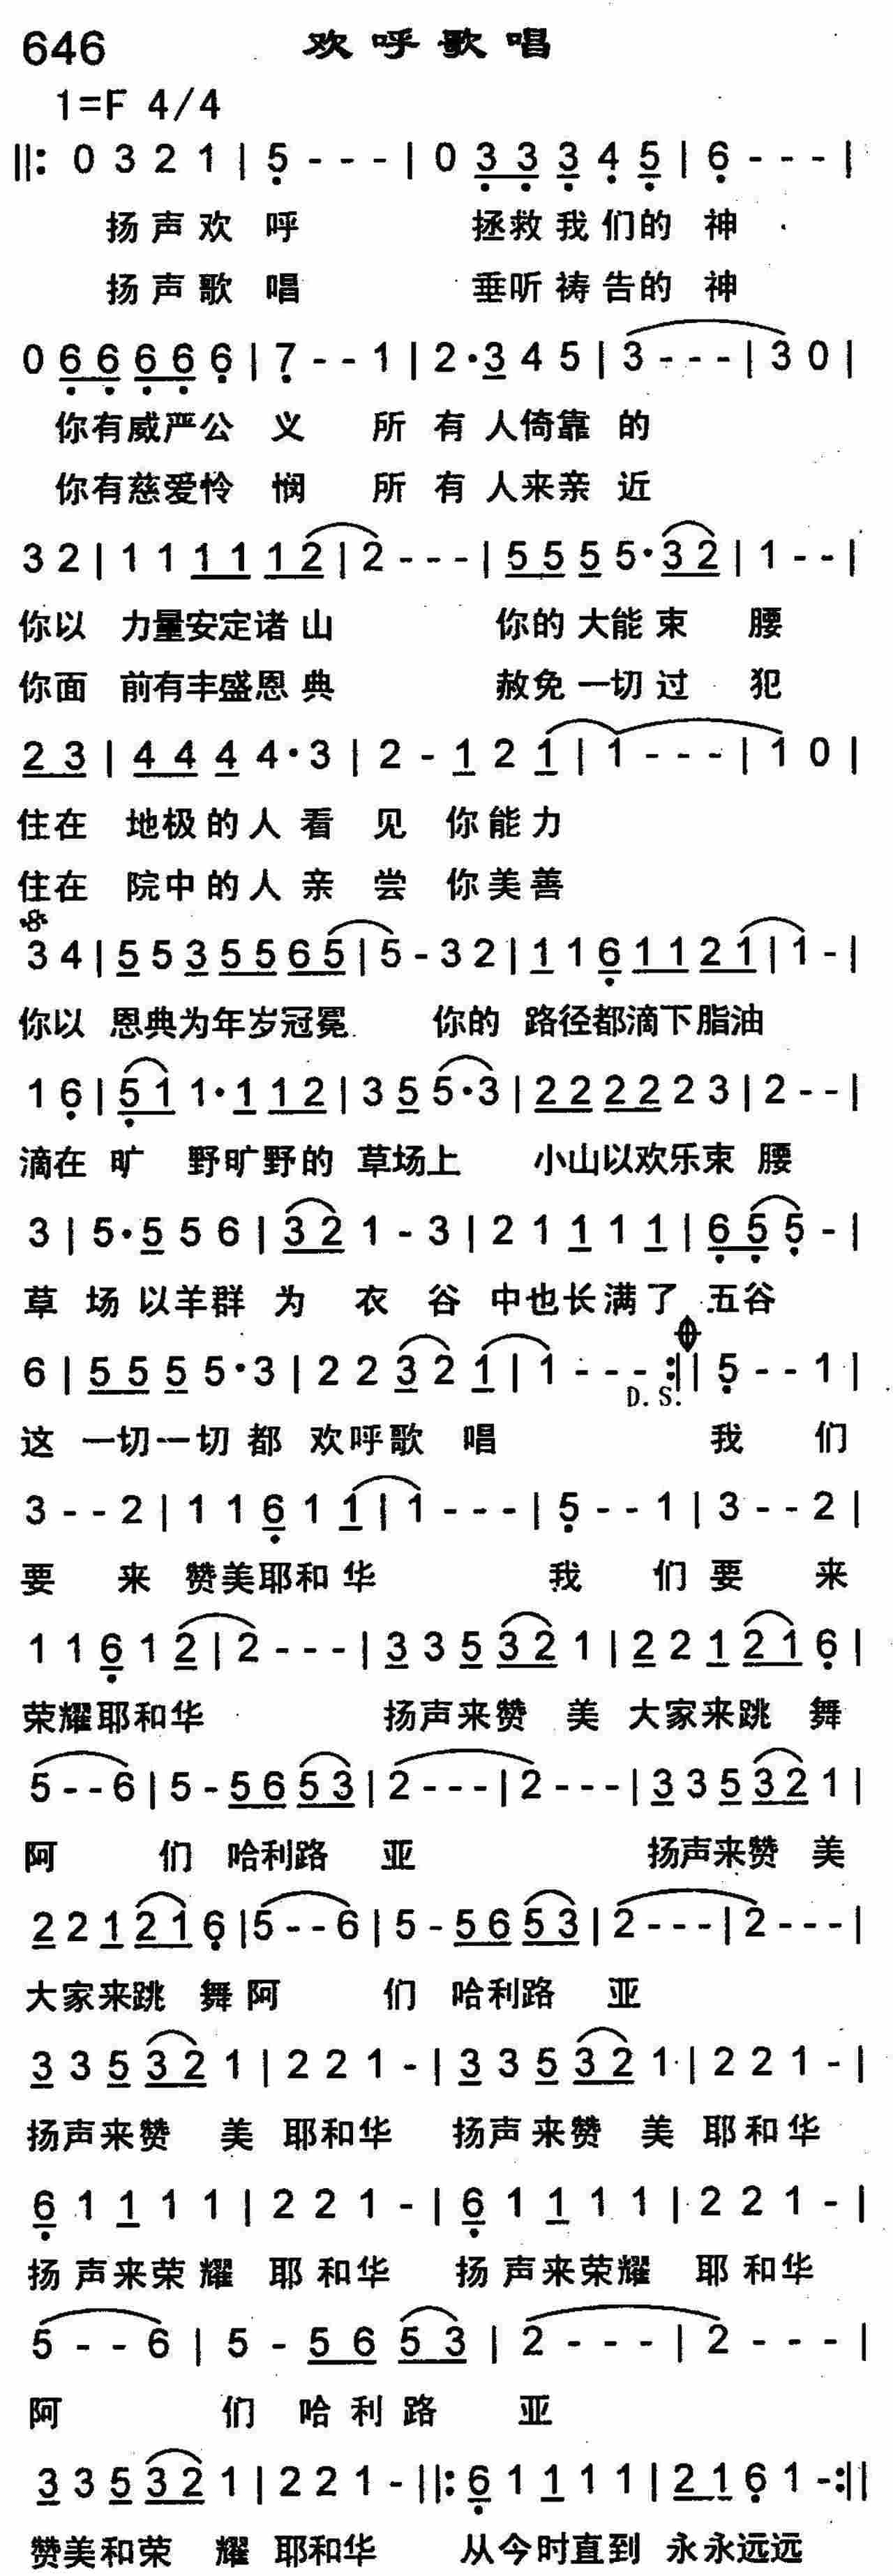 646 欢呼歌唱
1=F 4/4
||: 0 3 2 1 | 5 - - - | 0 3 3 3 4 5 | 6 - - - |
扬声欢呼 拯救我们的神
扬声歌唱 垂听祷告的神
0 6 6 6 6 6 | 7 - - 1 | 2 · 3 4 5 | 3 - - - | 3 0 |
你有威严公义 所有人倚靠的
你有慈爱怜悯 所有人来亲近
3 2 | 1 1 1 1 1 2 | 2 - - - | 5 5 5 5 · 3 2 | 1 - - |
你以 力量安定诸山 你的大能束腰
你面 前有丰盛恩典 赦免一切过犯
2 3 | 4 4 4 4 · 3 | 2 - 1 2 1 | 1 - - - | 1 0 |
住在 地极的人看见 你能力
住在 院中的人亲尝 你美善
3 4 | 5 5 3 5 5 6 5 | 5 - 3 2 | 1 1 6 1 1 2 1 | 1 - |
你以 恩典为年岁冠冕 你的 路径都滴下脂油
1 6 | 5 1 1 · 1 1 2 | 3 5 5 · 3 | 2 2 2 2 2 3 | 2 - - |
滴在 旷 野旷野的 草场上 小山以欢乐束 腰
3 | 5 · 5 5 6 | 3 2 1 - 3 | 2 1 1 1 1 | 6 5 5 - |
草 场以羊群 为 衣 谷 中也长满了 五谷
6 | 5 5 5 5 · 3 | 2 2 3 2 1 | 1 - - - :|| 5 - - 1 |
D.S.
这 一切一切都 欢呼歌 唱 我 们
3 - - 2 | 1 1 6 1 1 | 1 - - - | 5 - - 1 | 3 - - 2 |
要 来 赞美耶和华 我 们要 来
1 1 6 1 2 | 2 - - - | 3 3 5 3 2 1 | 2 2 1 2 1 6 |
荣耀耶和华 扬声来赞 美 大家来跳 舞
5 - - 6 | 5 - 5 6 5 3 | 2 - - - | 2 - - - | 3 3 5 3 2 1 |
阿 们 哈利路 亚 扬声来赞 美
2 2 1 2 1 6 | 5 - - 6 | 5 - 5 6 5 3 | 2 - - - | 2 - - - |
大家来跳 舞阿 们 哈利路 亚
3 3 5 3 2 1 | 2 2 1 - | 3 3 5 3 2 1 | 2 2 1 - |
扬声来赞 美 耶和华 扬声来赞 美 耶和华
6 1 1 1 1 | 2 2 1 - | 6 1 1 1 1 | 2 2 1 - |
扬声来荣耀 耶和华 扬声来荣耀 耶和华
5 - - 6 | 5 - 5 6 5 3 | 2 - - - | 2 - - - |
阿 们 哈利路 亚
3 3 5 3 2 1 | 2 2 1 - ||: 6 1 1 1 1 | 2 1 6 1 - :||
赞美和荣 耀 耶和华 从今时直到 永永远远